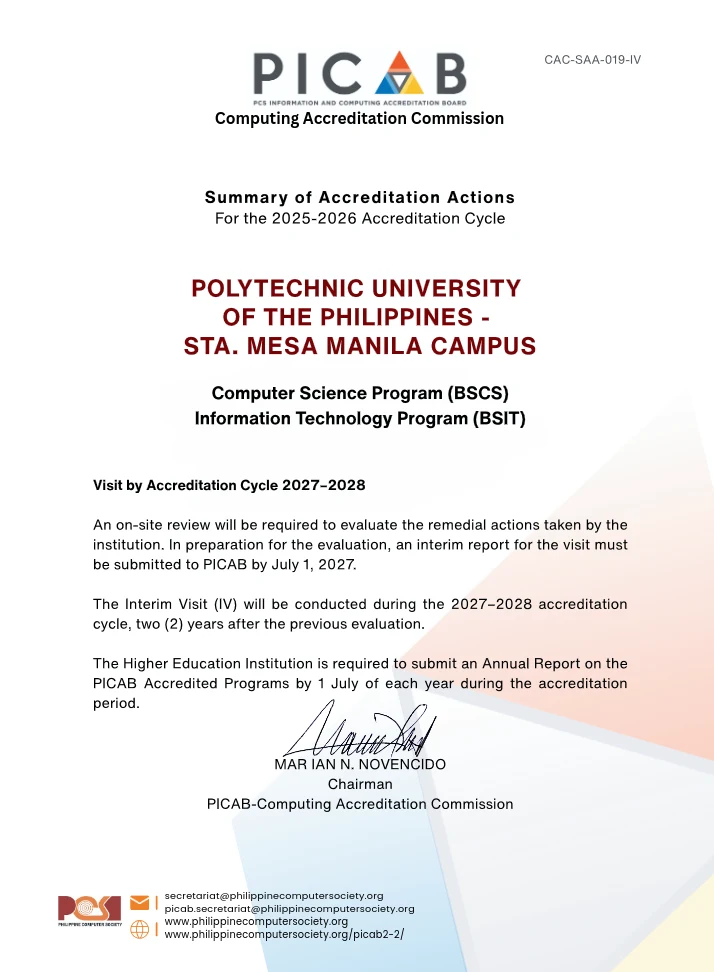 CAC-SAA-019-IV
PICAB
PCS INFORMATION AND COMPUTING ACCREDITATION BOARD
Computing Accreditation Commission
Summary of Accreditation Actions
For the 2025-2026 Accreditation Cycle
POLYTECHNIC UNIVERSITY
OF THE PHILIPPINES -
STA. MESA MANILA CAMPUS
Computer Science Program (BSCS)
Information Technology Program (BSIT)
Visit by Accreditation Cycle 2027–2028
An on-site review will be required to evaluate the remedial actions taken by the
institution. In preparation for the evaluation, an interim report for the visit must
be submitted to PICAB by July 1, 2027.
The Interim Visit (IV) will be conducted during the 2027–2028 accreditation
cycle, two (2) years after the previous evaluation.
The Higher Education Institution is required to submit an Annual Report on the
PICAB Accredited Programs by 1 July of each year during the accreditation
period.
MAR IAN N. NOVENCIDO
Chairman
PICAB-Computing Accreditation Commission
PCS
PHILIPPINE COMPUTER SOCIETY
secretariat@philippinecomputersociety.org
picab.secretariat@philippinecomputersociety.org
www.philippinecomputersociety.org
www.philippinecomputersociety.org/picab2-2/